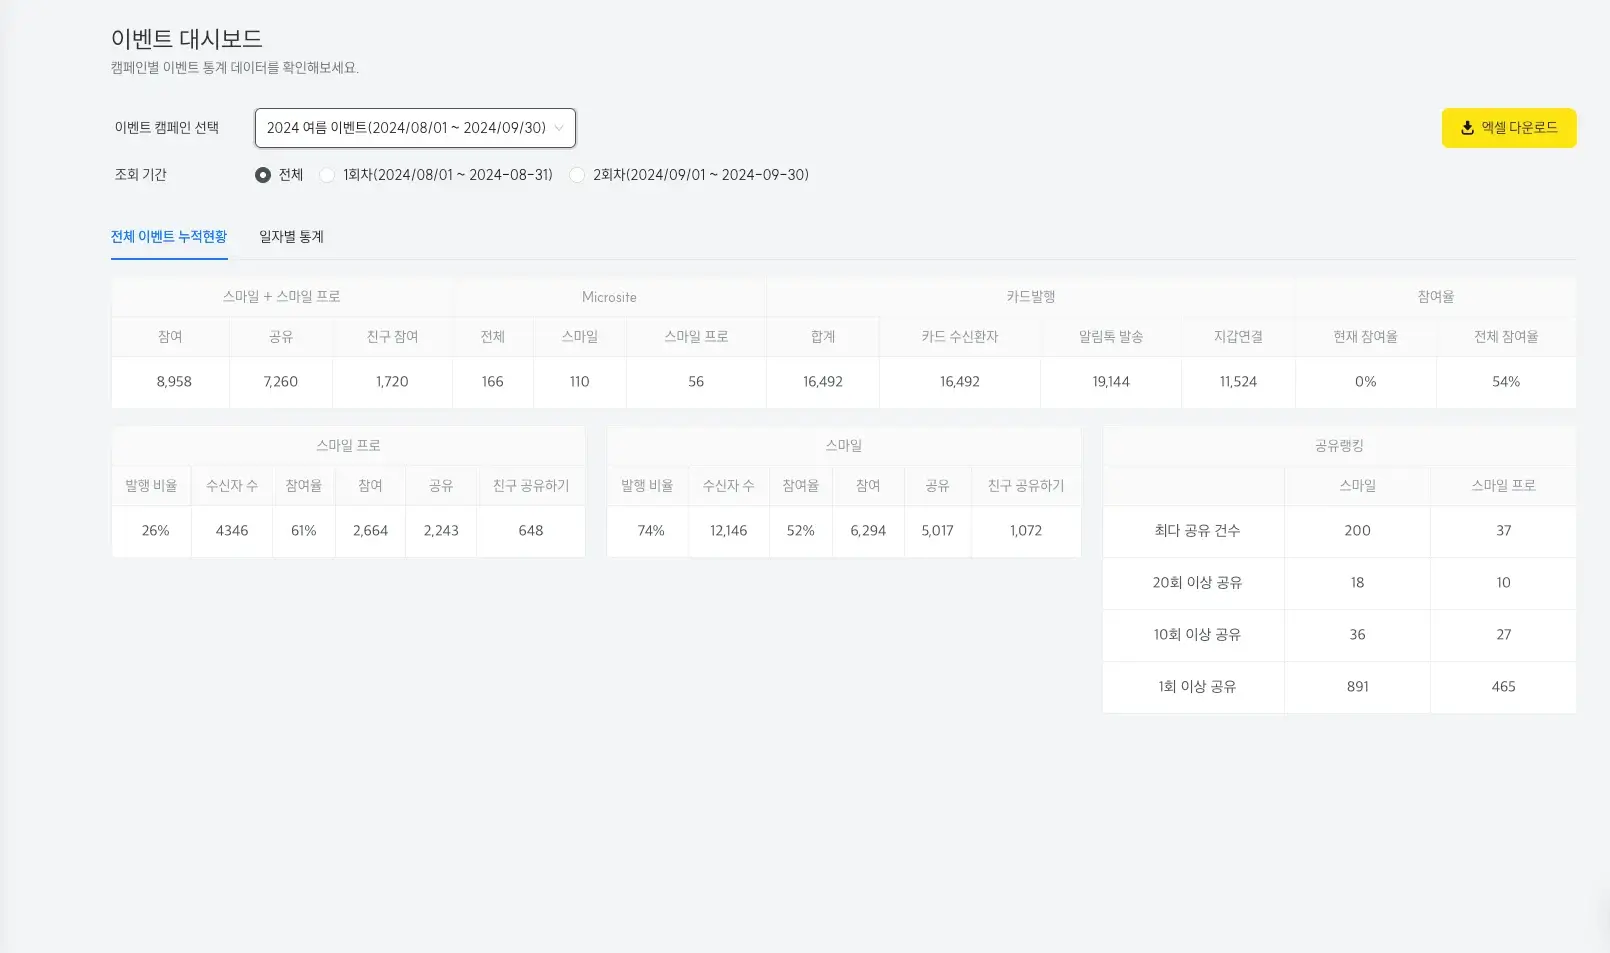 이벤트 대시보드
캠페인별 이벤트 통계 데이터를 확인해보세요.
이벤트 캠페인 선택 2024 여름 이벤트(2024/08/01 ~ 2024/09/30) 엑셀 다운로드
조회 기간 전체 1회차(2024/08/01 ~ 2024-08-31) 2회차(2024/09/01 ~ 2024-09-30)
전체 이벤트 누적현황 일자별 통계
스마일 + 스마일 프로 Microsite 카드발행 참여율
참여 공유 친구 참여 전체 스마일 스마일 프로 합계 카드 수신환자 알림톡 발송 지갑연결 현재 참여율 전체 참여율
8,958 7,260 1,720 166 110 56 16,492 16,492 19,144 11,524 0% 54%
스마일 프로
발행 비율 수신자 수 참여율 참여 공유 친구 공유하기
26% 4346 61% 2,664 2,243 648
스마일
발행 비율 수신자 수 참여율 참여 공유 친구 공유하기
74% 12,146 52% 6,294 5,017 1,072
공유랭킹
스마일 스마일 프로
최다 공유 건수 200 37
20회 이상 공유 18 10
10회 이상 공유 36 27
1회 이상 공유 891 465